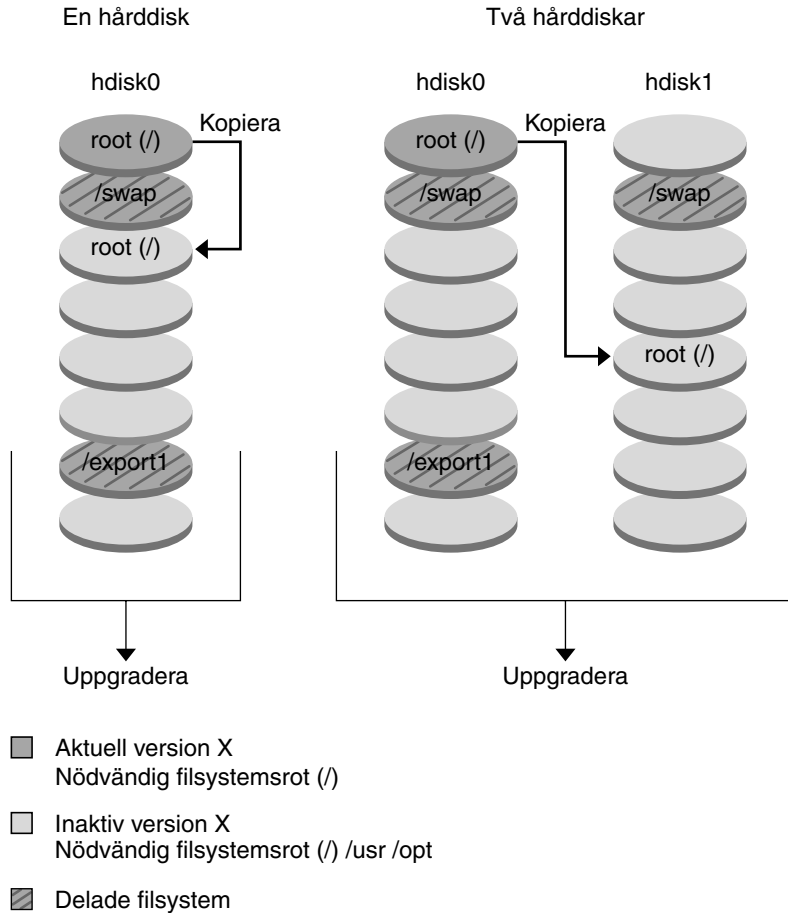 En hårddisk
Två hårddiskar
hdisk0
hdisk0
hdisk1
root (/)
Kopiera
root (/)
Kopiera
/swap
/swap
/swap
root (/)
root (/)
/export1
/export1
Uppgradera
Uppgradera
Aktuell version X
Nödvändig filsystemsrot (/)
Inaktiv version X
Nödvändig filsystemsrot (/) /usr /opt
Delade filsystem